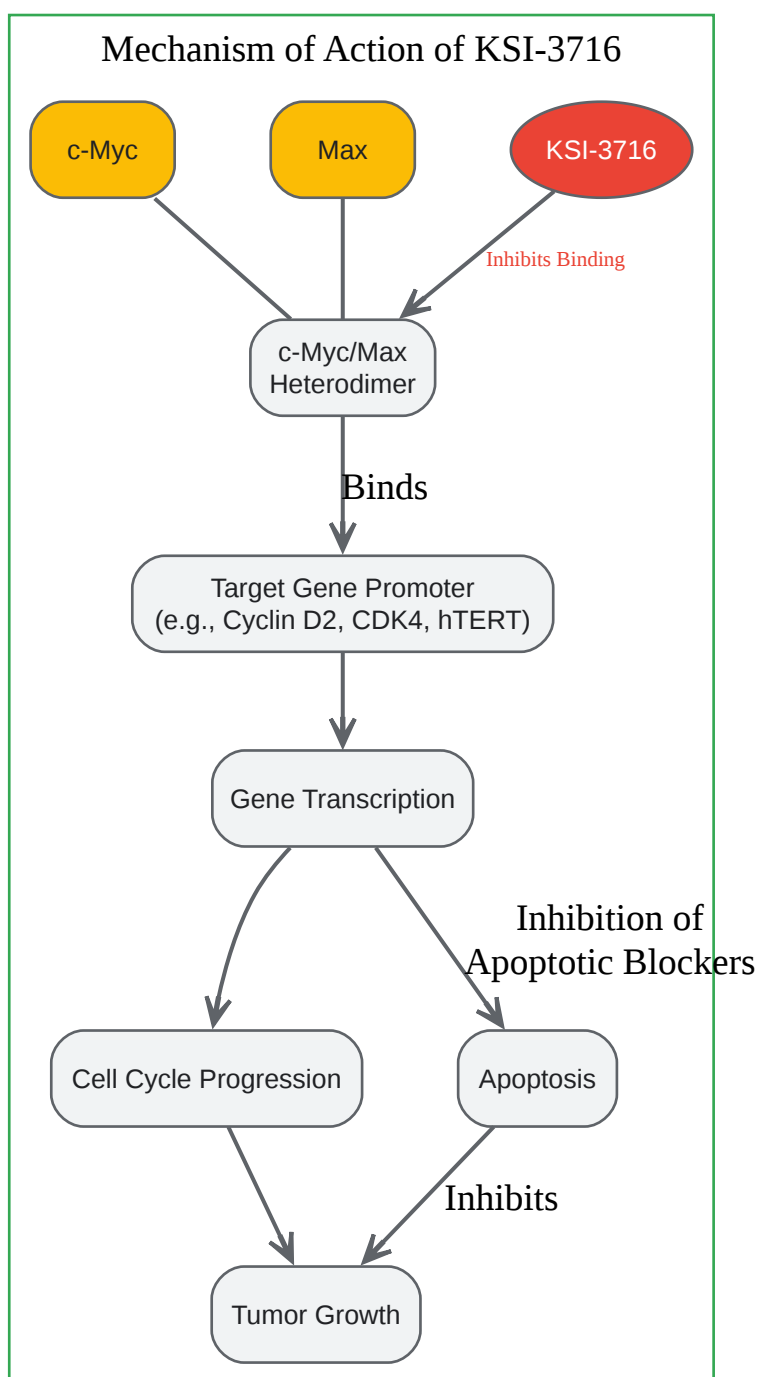 Mechanism of Action of KSI-3716
c-Myc
Max
KSI-3716
Inhibits Binding
c-Myc/Max
Heterodimer
Binds
Target Gene Promoter
(e.g., Cyclin D2, CDK4, hTERT)
Gene Transcription
Inhibition of
Apoptotic Blockers
Cell Cycle Progression
Apoptosis
Inhibits
Tumor Growth